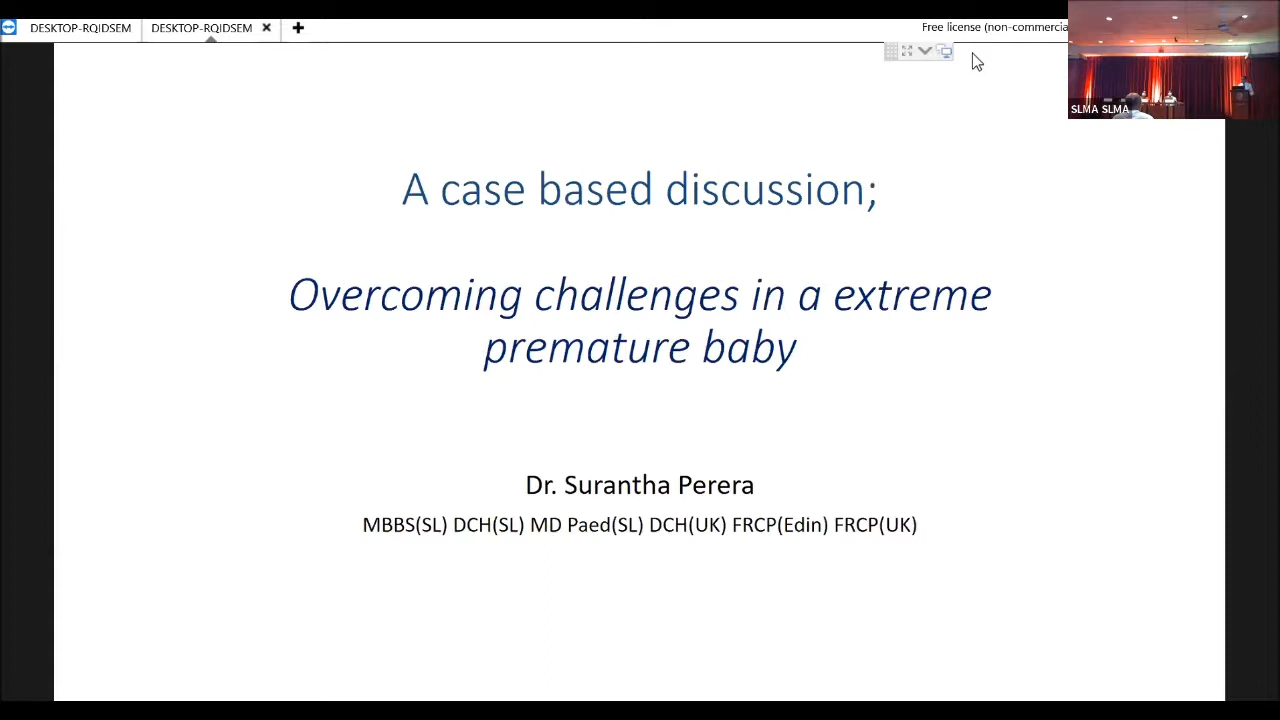 DESKTOP-RQIDSEM
DESKTOP-RQIDSEM
Free license (non-commercia
SLMA SLMA
A case based discussion;
Overcoming challenges in a extreme
premature baby
Dr. Surantha Perera
MBBS(SL) DCH(SL) MD Paed(SL) DCH(UK) FRCP(Edin) FRCP(UK)